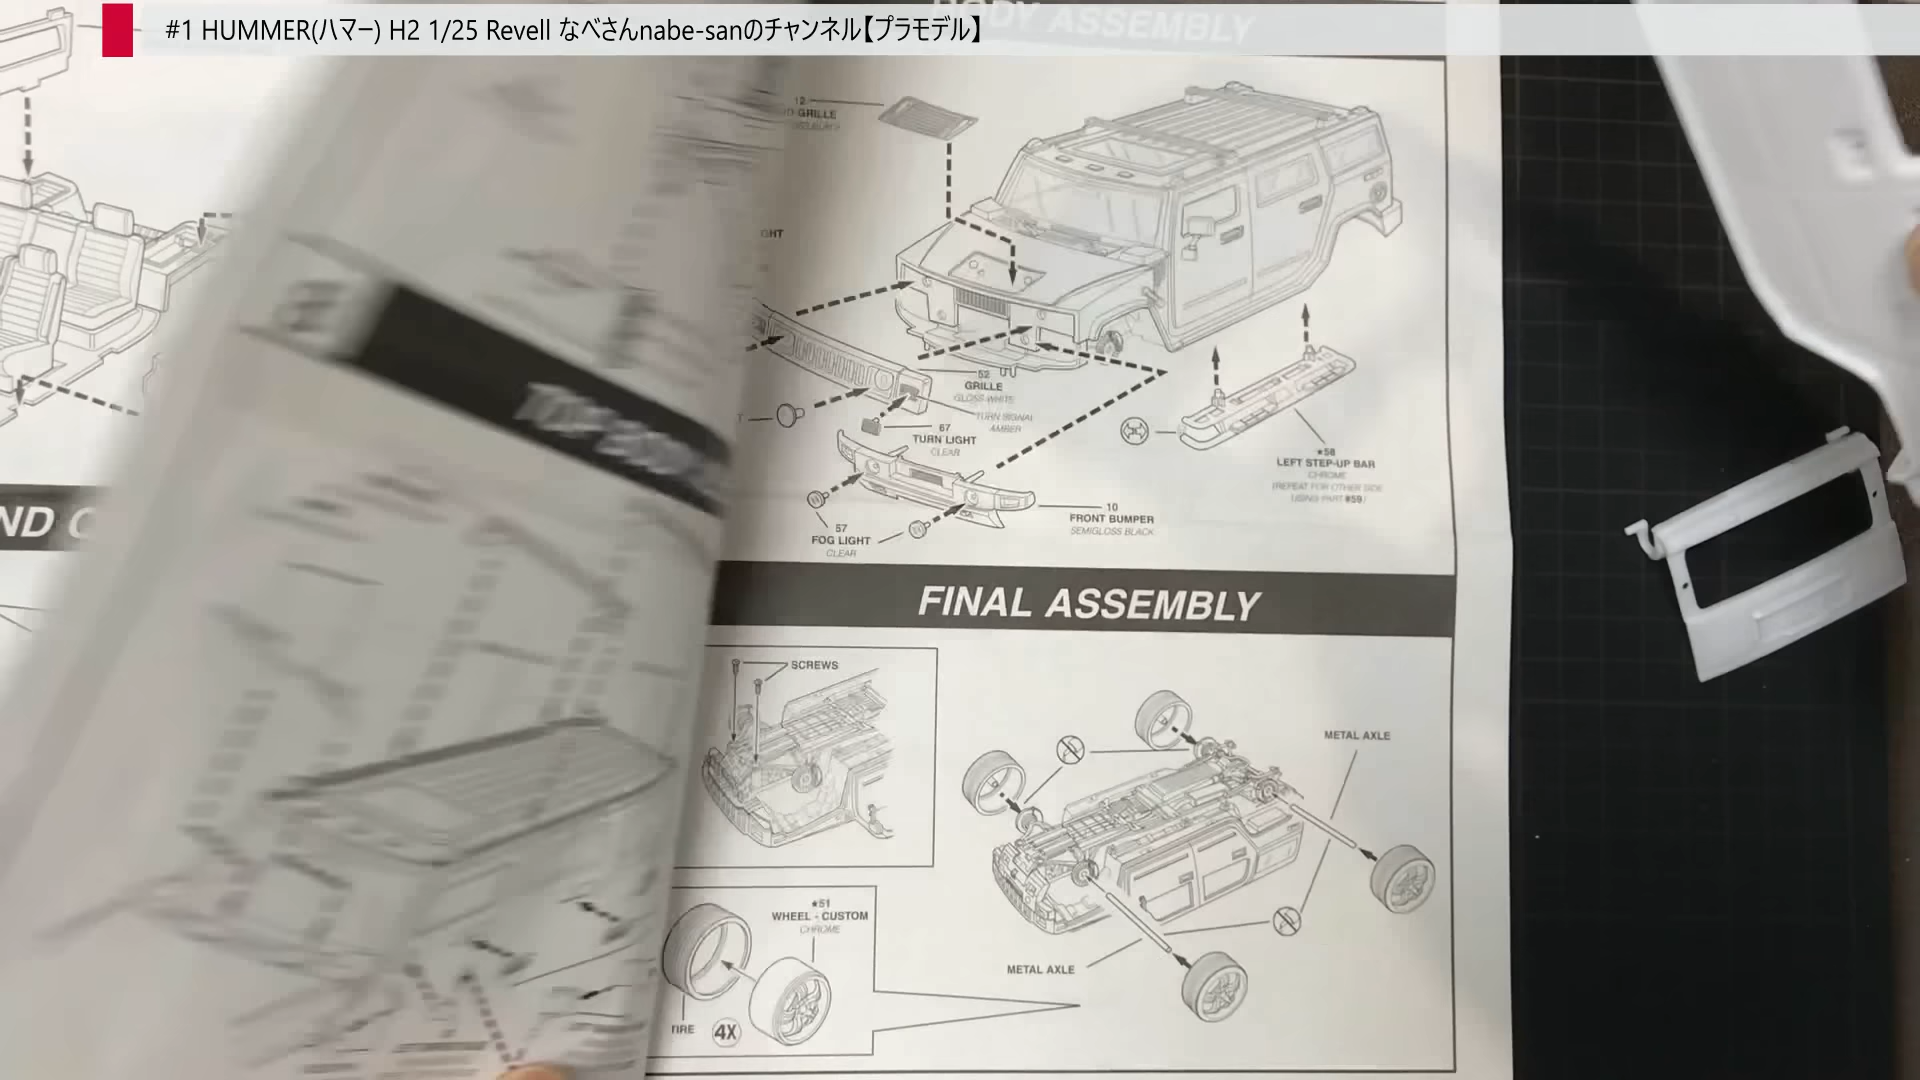 #1 HUMMER(ハマー) H2 1/25 Revell なべさんnabe-sanのチャンネル【プラモデル】
BODY ASSEMBLY
12
GRILLE
52
GRILLE
GLOSS WHITE
TURN SIGNAL
AMBER
67
TURN LIGHT
CLEAR
★58
LEFT STEP-UP BAR
CHROME
(REPEAT FOR OTHER SIDE
USING PART #59)
10
FRONT BUMPER
SEMIGLOSS BLACK
57
FOG LIGHT
CLEAR
FINAL ASSEMBLY
SCREWS
METAL AXLE
★51
WHEEL - CUSTOM
CHROME
METAL AXLE
TIRE
4X